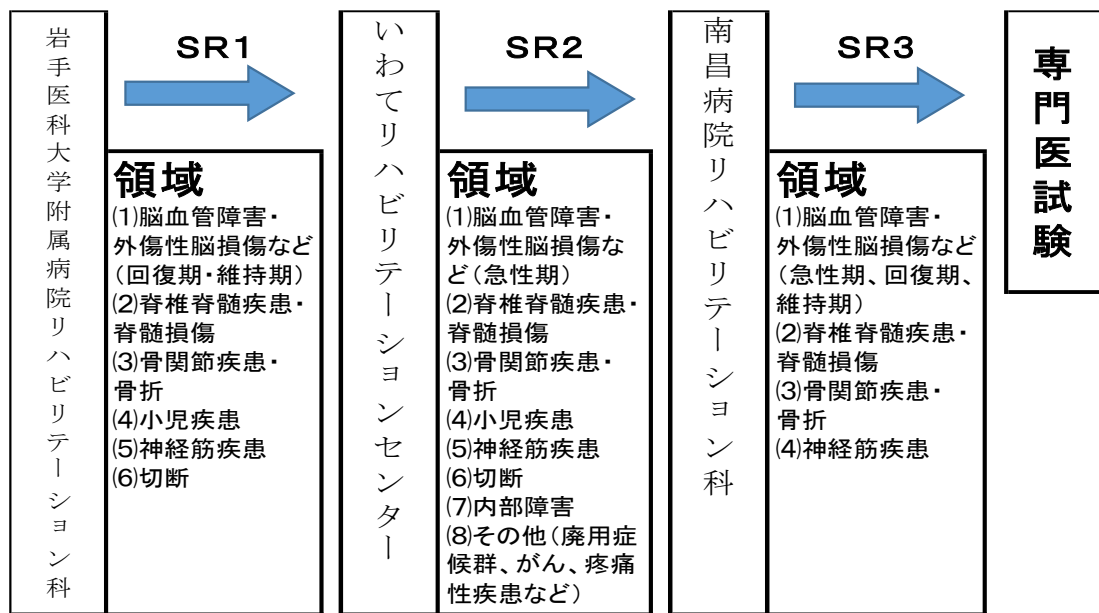 岩手医科大学附属病院リハビリテーション科
SR1
領域
(1)脳血管障害・
外傷性脳損傷など
(回復期・維持期)
(2)脊椎脊髄疾患・
脊髄損傷
(3)骨関節疾患・
骨折
(4)小児疾患
(5)神経筋疾患
(6)切断
いわてリハビリテーションセンター
SR2
領域
(1)脳血管障害・
外傷性脳損傷な
ど(急性期)
(2)脊椎脊髄疾患・
脊髄損傷
(3)骨関節疾患・
骨折
(4)小児疾患
(5)神経筋疾患
(6)切断
(7)内部障害
(8)その他(廃用症
候群、がん、疼痛
性疾患など)
南昌病院リハビリテーション科
SR3
領域
(1)脳血管障害・
外傷性脳損傷など
(急性期、回復期、
維持期)
(2)脊椎脊髄疾患・
脊髄損傷
(3)骨関節疾患・
骨折
(4)神経筋疾患
専門医試験